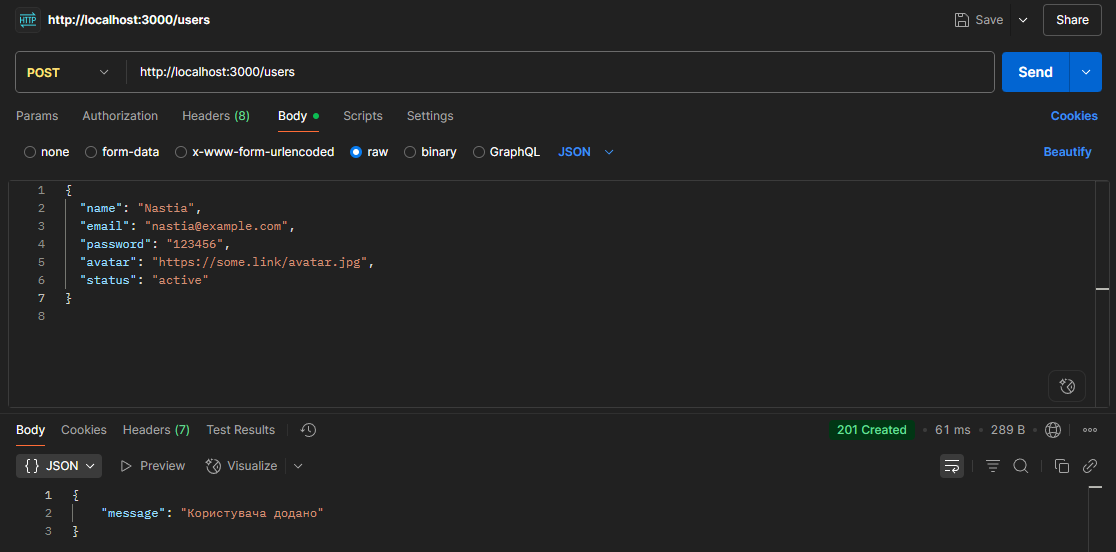 HTTP http://localhost:3000/users Save Share
POST http://localhost:3000/users Send
Params Authorization Headers (8) Body Scripts Settings Cookies
none form-data x-www-form-urlencoded raw binary GraphQL JSON Beautify
1 {
2 "name": "Nastia",
3 "email": "nastia@example.com",
4 "password": "123456",
5 "avatar": "https://some.link/avatar.jpg",
6 "status": "active"
7 }
8
Body Cookies Headers (7) Test Results 201 Created • 61 ms • 289 B
{} JSON Preview Visualize
1 {
2 "message": "Користувача додано"
3 }